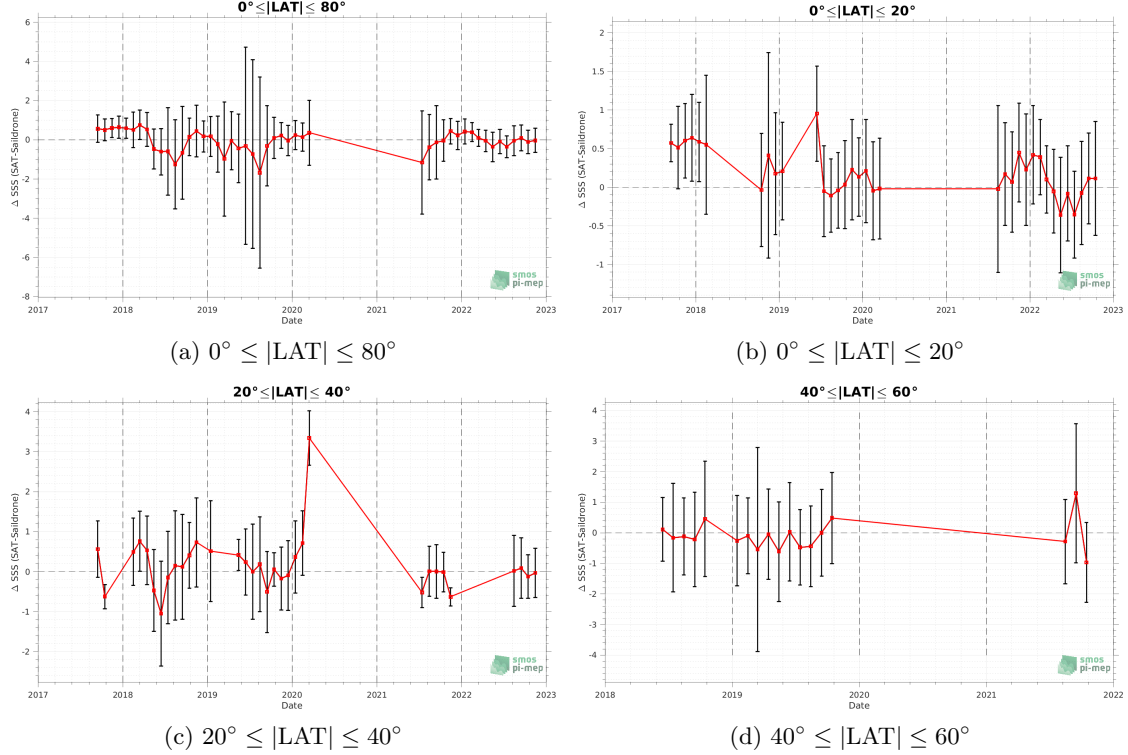 0°≤|LAT|≤ 80°
Δ SSS (SAT-Saildrone)
6
4
2
0
-2
-4
-6
-8
2017
2018
2019
2020
2021
2022
2023
Date
smos
pi-mep
(a) 0° ≤ |LAT| ≤ 80°
0°≤|LAT|≤ 20°
Δ SSS (SAT-Saildrone)
2
1.5
1
0.5
0
-0.5
-1
2018
2019
2020
2021
2022
2023
Date
smos
pi-mep
(b) 0° ≤ |LAT| ≤ 20°
20°≤|LAT|≤ 40°
Δ SSS (SAT-Saildrone)
4
3
2
1
0
-1
-2
2017
2018
2019
2020
2021
2022
2023
Date
smos
pi-mep
(c) 20° ≤ |LAT| ≤ 40°
40°≤|LAT|≤ 60°
Δ SSS (SAT-Saildrone)
4
3
2
1
0
-1
-2
-3
-4
2018
2019
2020
2021
2022
Date
smos
pi-mep
(d) 40° ≤ |LAT| ≤ 60°